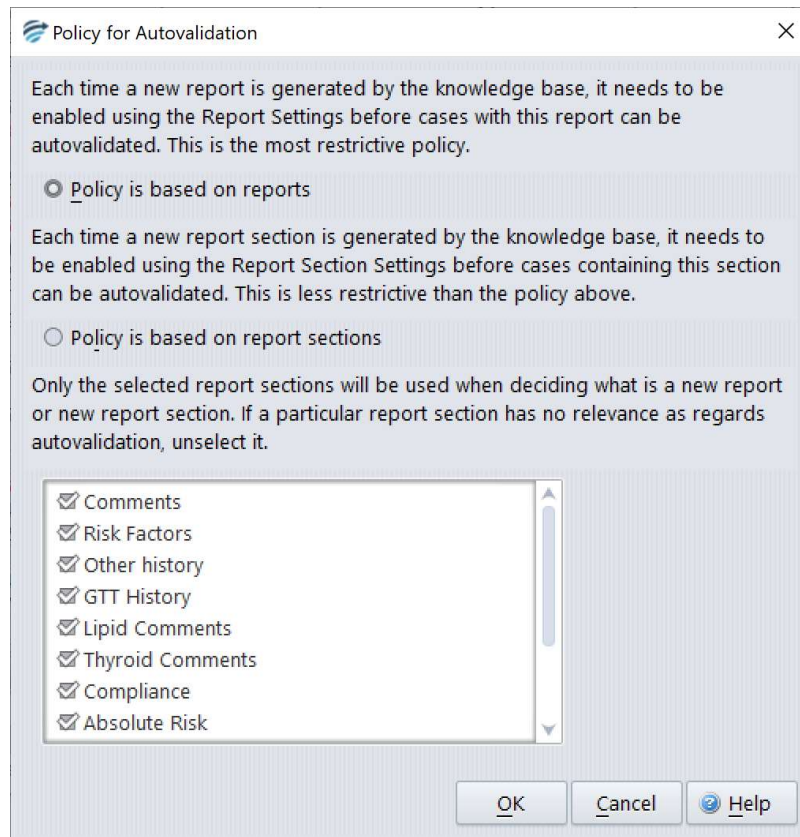 Policy for Autovalidation
Each time a new report is generated by the knowledge base, it needs to be
enabled using the Report Settings before cases with this report can be
autovalidated. This is the most restrictive policy.
Policy is based on reports
Each time a new report section is generated by the knowledge base, it needs to
be enabled using the Report Section Settings before cases containing this section
can be autovalidated. This is less restrictive than the policy above.
Policy is based on report sections
Only the selected report sections will be used when deciding what is a new report
or new report section. If a particular report section has no relevance as regards
autovalidation, unselect it.
Comments
Risk Factors
Other history
GTT History
Lipid Comments
Thyroid Comments
Compliance
Absolute Risk
OK Cancel Help